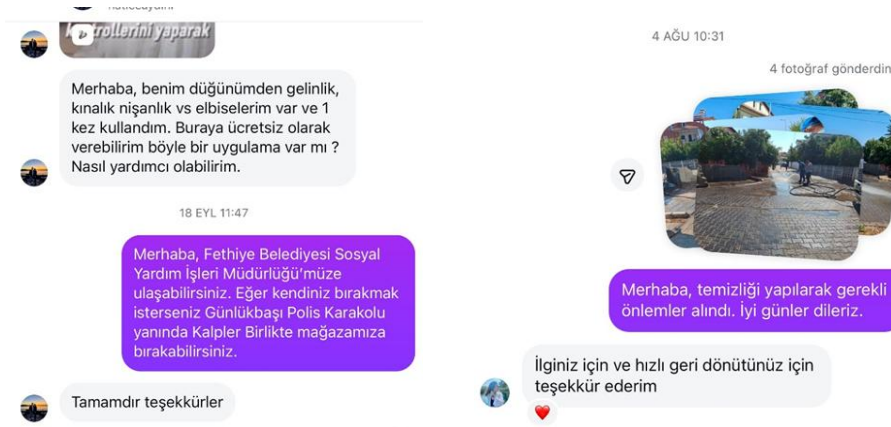 trollerini yaparak
Merhaba, benim düğünümden gelinlik,
kınalık nişanlık vs elbiselerim var ve 1
kez kullandım. Buraya ücretsiz olarak
verebilirim böyle bir uygulama var mı ?
Nasıl yardımcı olabilirim.
18 EYL 11:47
Merhaba, Fethiye Belediyesi Sosyal
Yardım İşleri Müdürlüğü'müze
ulaşabilirsiniz. Eğer kendiniz bırakmak
isterseniz Günlükbaşı Polis Karakolu
yanında Kalpler Birlikte mağazamıza
bırakabilirsiniz.
Tamamdır teşekkürler
4 AĞU 10:31
4 fotoğraf gönderdin
Merhaba, temizliği yapılarak gerekli
önlemler alındı. İyi günler dileriz.
İlginiz için ve hızlı geri dönütünüz için
teşekkür ederim